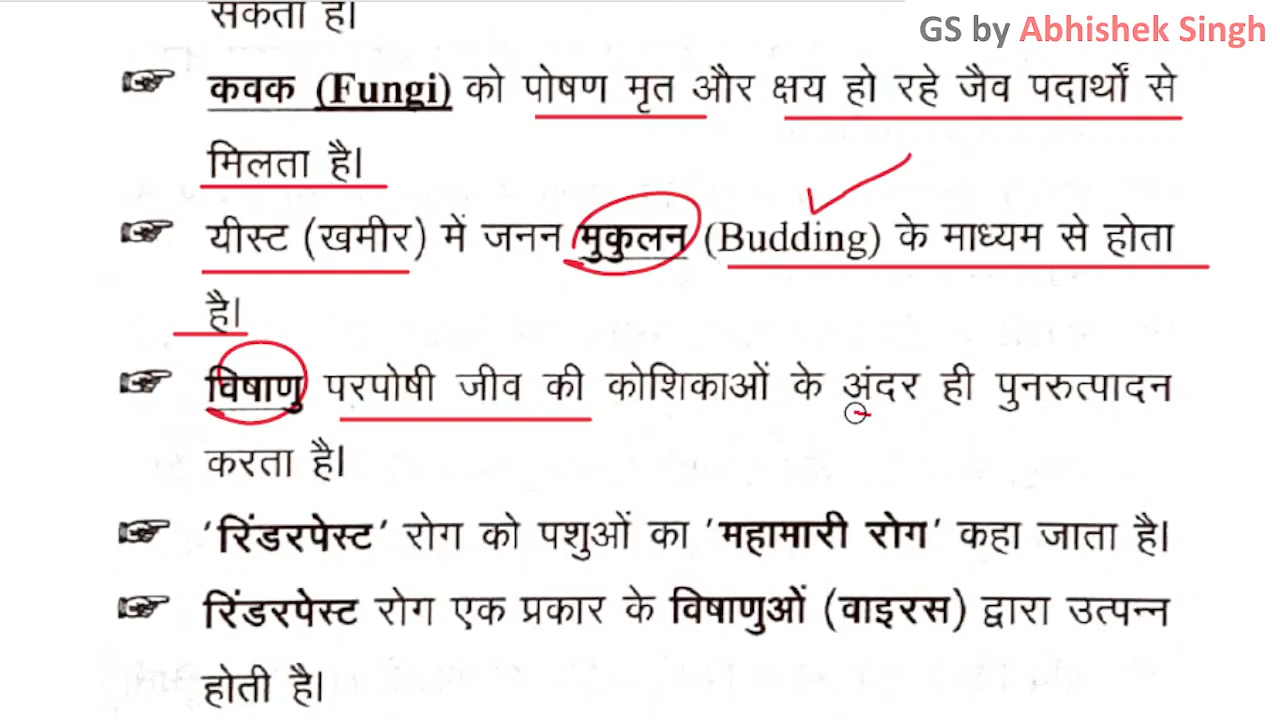 सकता है।
GS by Abhishek Singh
कवक (Fungi) को पोषण मृत और क्षय हो रहे जैव पदार्थों से
मिलता है।
यीस्ट (खमीर) में जनन मुकुलन (Budding) के माध्यम से होता
है।
विषाणु परपोषी जीव की कोशिकाओं के अंदर ही पुनरुत्पादन
करता है।
'रिंडरपेस्ट' रोग को पशुओं का 'महामारी रोग' कहा जाता है।
रिंडरपेस्ट रोग एक प्रकार के विषाणुओं (वाइरस) द्वारा उत्पन्न
होती है।